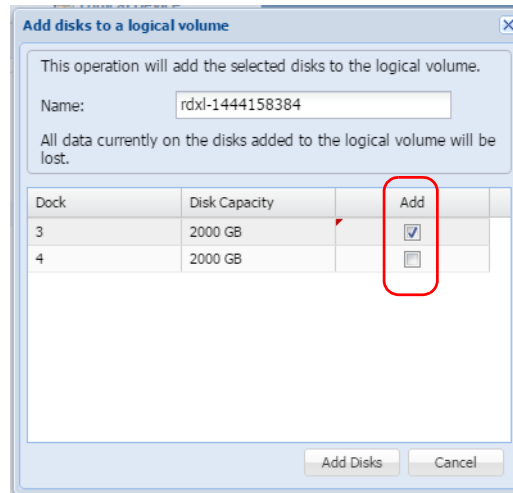 Add disks to a logical volume
This operation will add the selected disks to the logical volume.
Name: rdxl-1444158384
All data currently on the disks added to the logical volume will be
lost.
Dock Disk Capacity Add
3 2000 GB
4 2000 GB
Add Disks Cancel